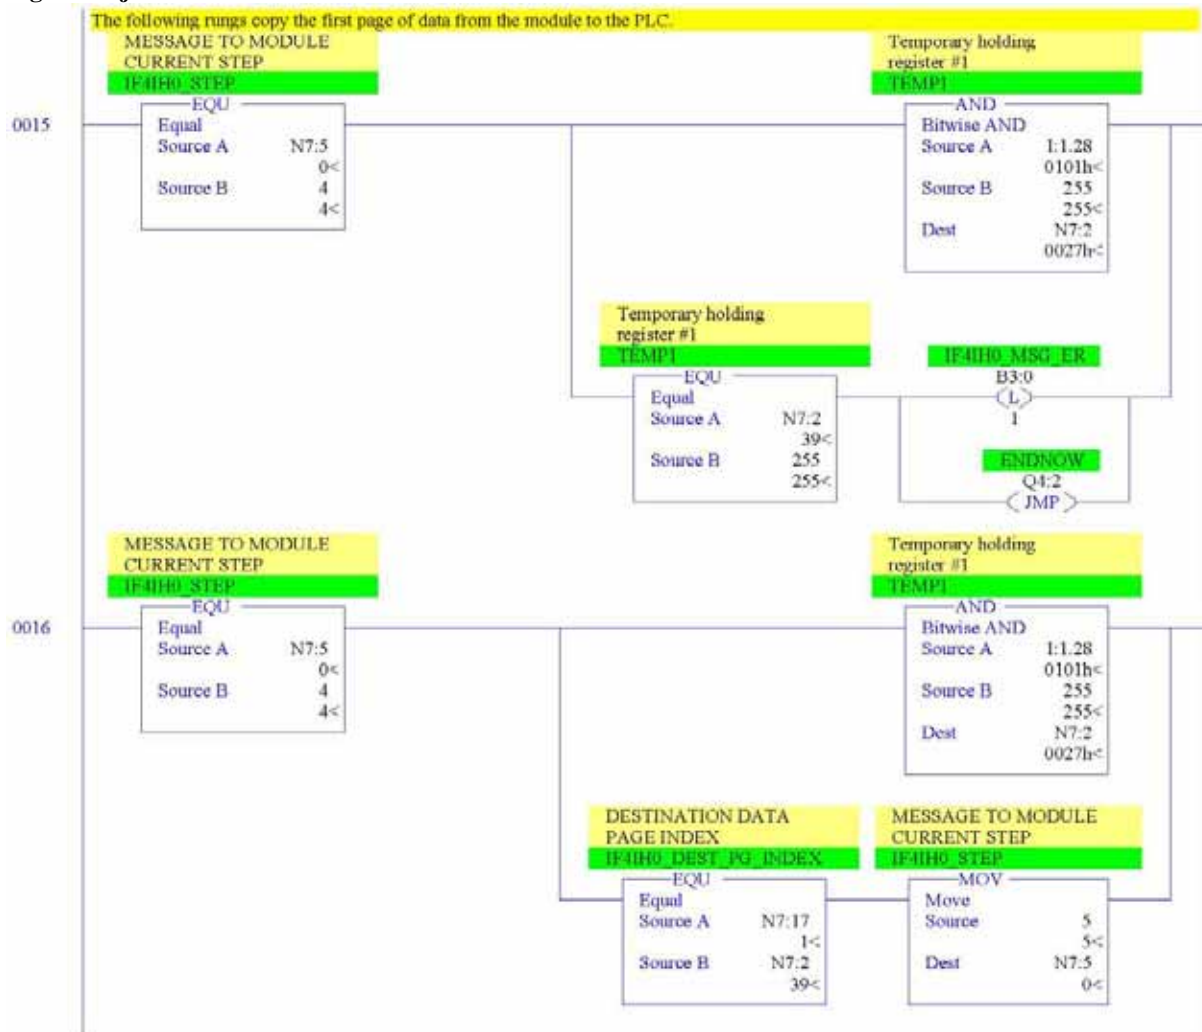 The following rungs copy the first page of data from the module to the PLC.
MESSAGE TO MODULE
CURRENT STEP
IF4IH0_STEP
Temporary holding
register #1
TEMP1
0015
EQU
Equal
Source A N7:5
0<
Source B 4
4<
AND
Bitwise AND
Source A I:1.28
0101h<
Source B 255
255<
Dest N7:2
0027h<
Temporary holding
register #1
TEMP1
EQU
Equal
Source A N7:2
39<
Source B 255
255<
IF4IH0_MSG_ER
B3:0
L
1
ENDNOW
Q4:2
JMP
MESSAGE TO MODULE
CURRENT STEP
IF4IH0_STEP
Temporary holding
register #1
TEMP1
0016
EQU
Equal
Source A N7:5
0<
Source B 4
4<
AND
Bitwise AND
Source A I:1.28
0101h<
Source B 255
255<
Dest N7:2
0027h<
DESTINATION DATA
PAGE INDEX
IF4IH0_DEST_PG_INDEX
EQU
Equal
Source A N7:17
1<
Source B N7:2
39<
MESSAGE TO MODULE
CURRENT STEP
IF4IH0_STEP
MOV
Move
Source 5
5<
Dest N7:5
0<